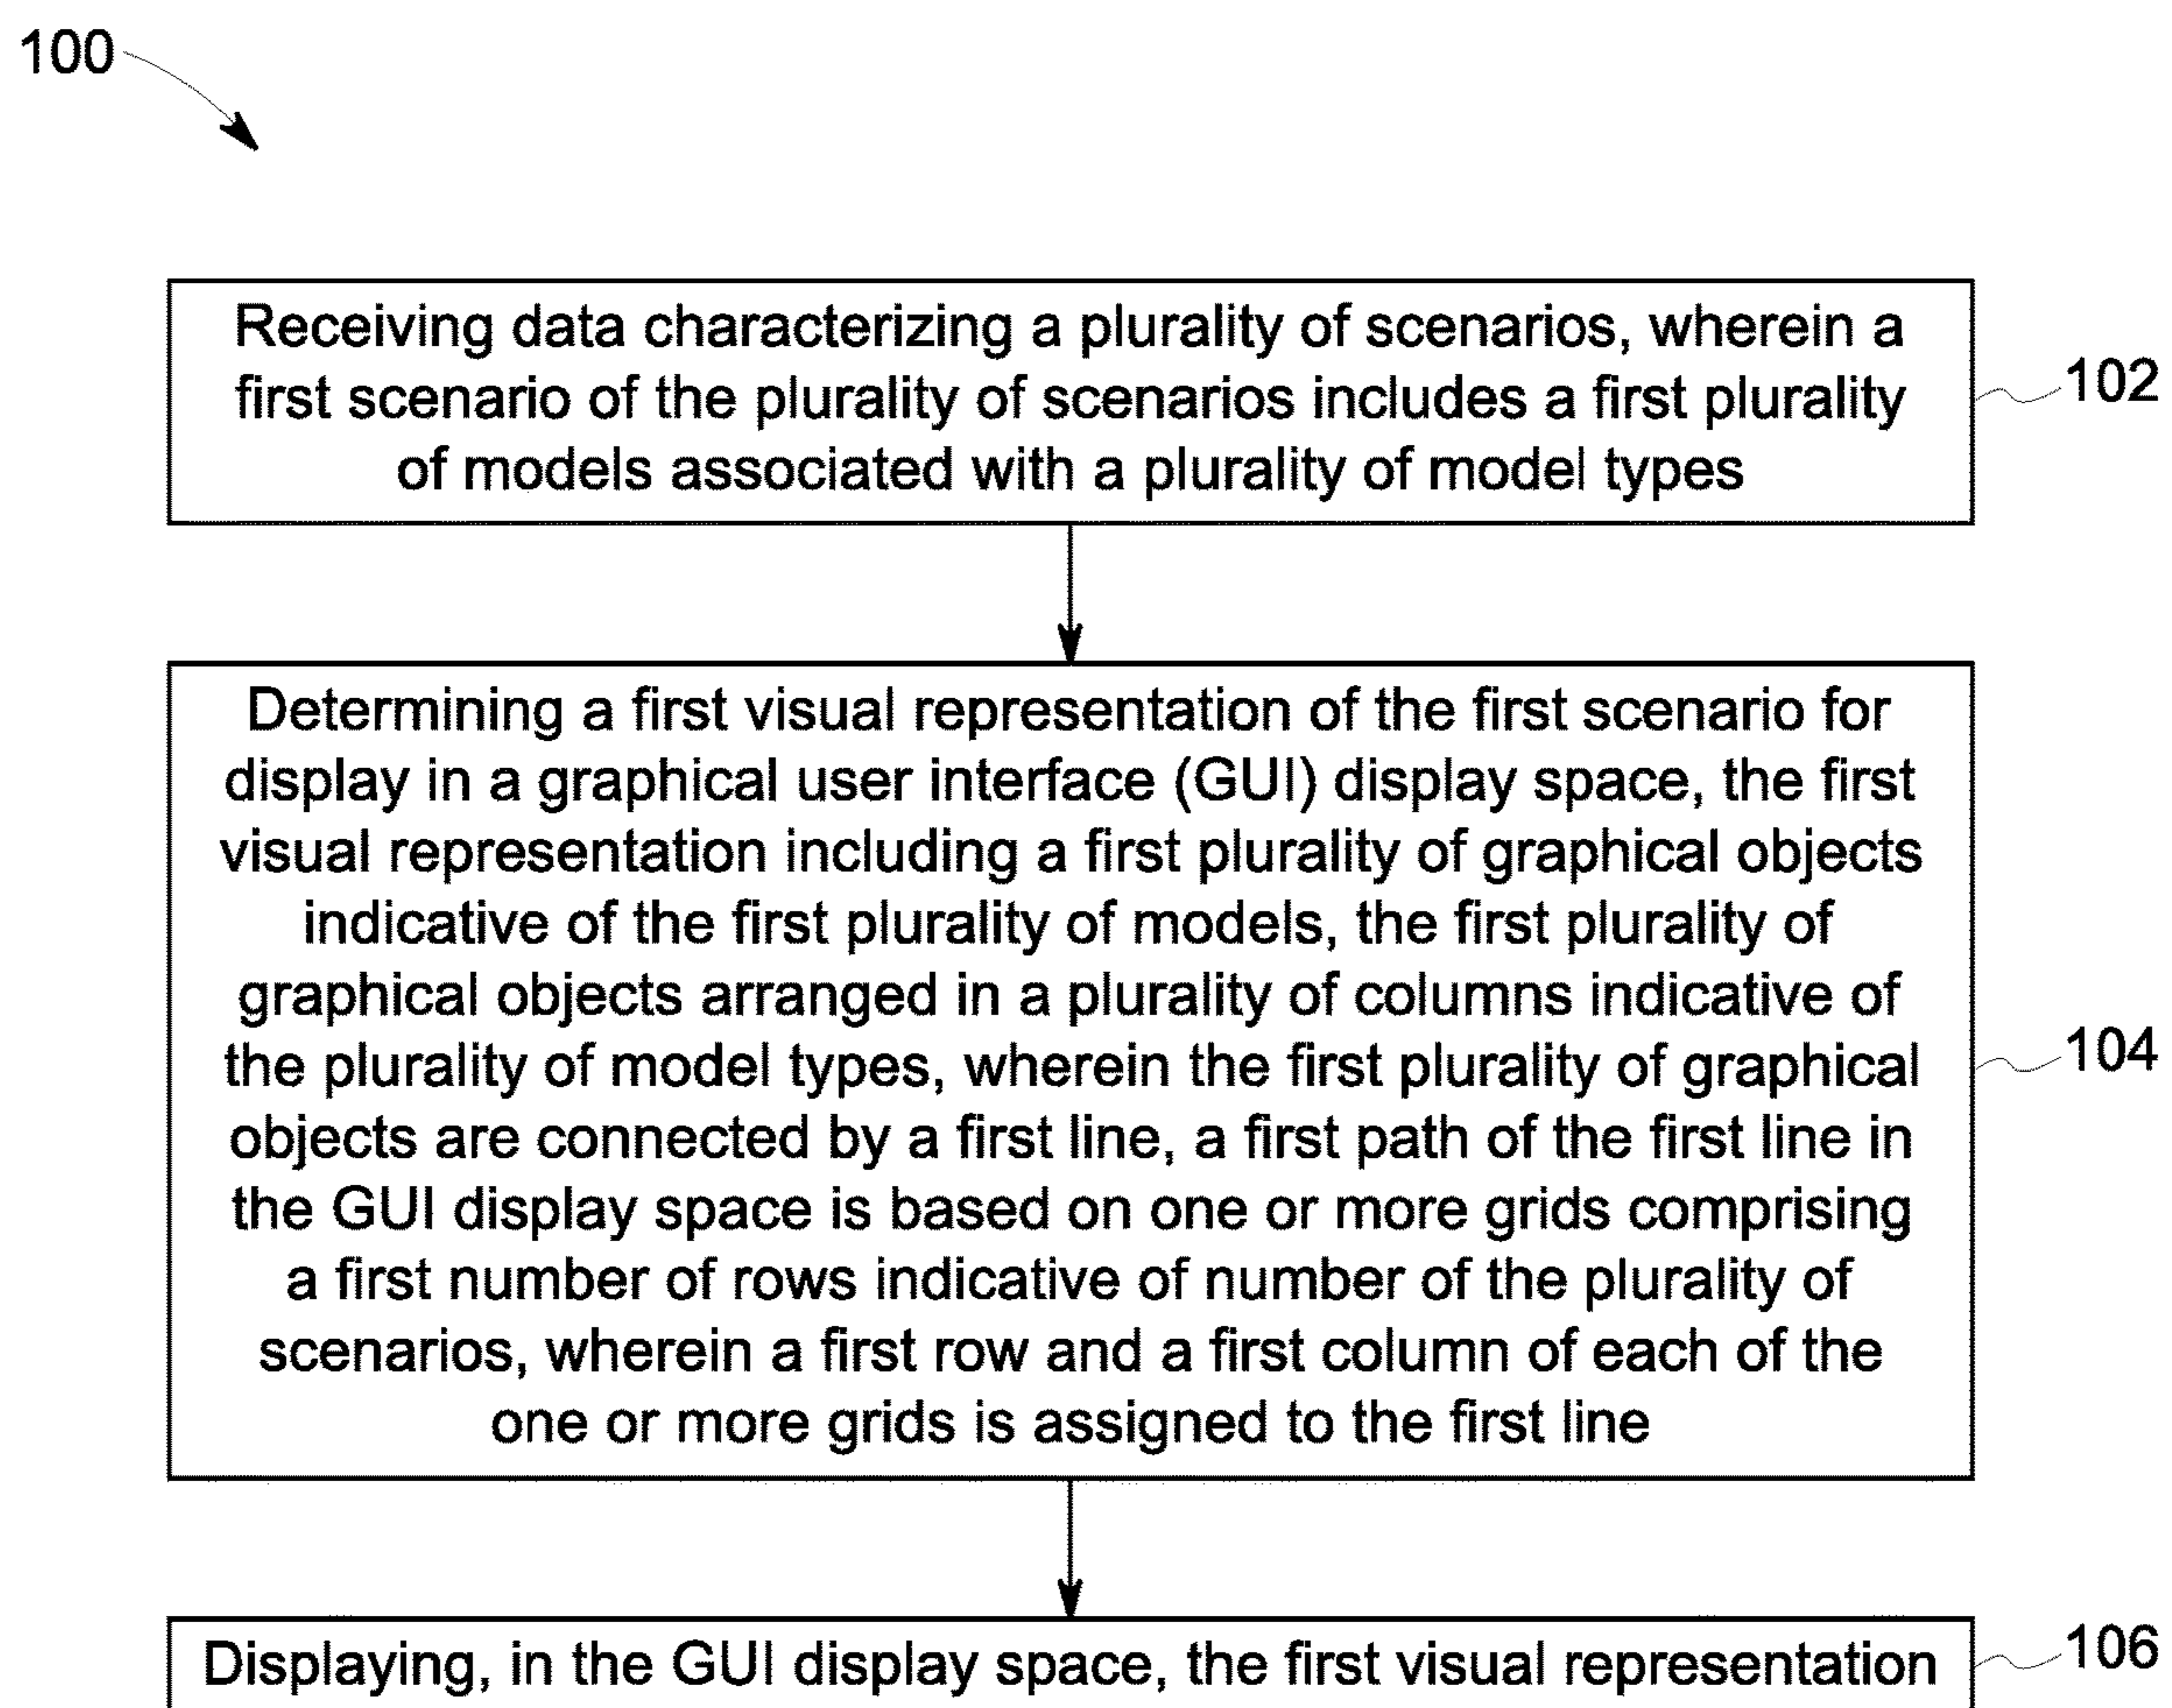 100
Receiving data characterizing a plurality of scenarios, wherein a
first scenario of the plurality of scenarios includes a first plurality
of models associated with a plurality of model types
102
Determining a first visual representation of the first scenario for
display in a graphical user interface (GUI) display space, the first
visual representation including a first plurality of graphical objects
indicative of the first plurality of models, the first plurality of
graphical objects arranged in a plurality of columns indicative of
the plurality of model types, wherein the first plurality of graphical
objects are connected by a first line, a first path of the first line in
the GUI display space is based on one or more grids comprising
a first number of rows indicative of number of the plurality of
scenarios, wherein a first row and a first column of each of the
one or more grids is assigned to the first line
104
Displaying, in the GUI display space, the first visual representation
106